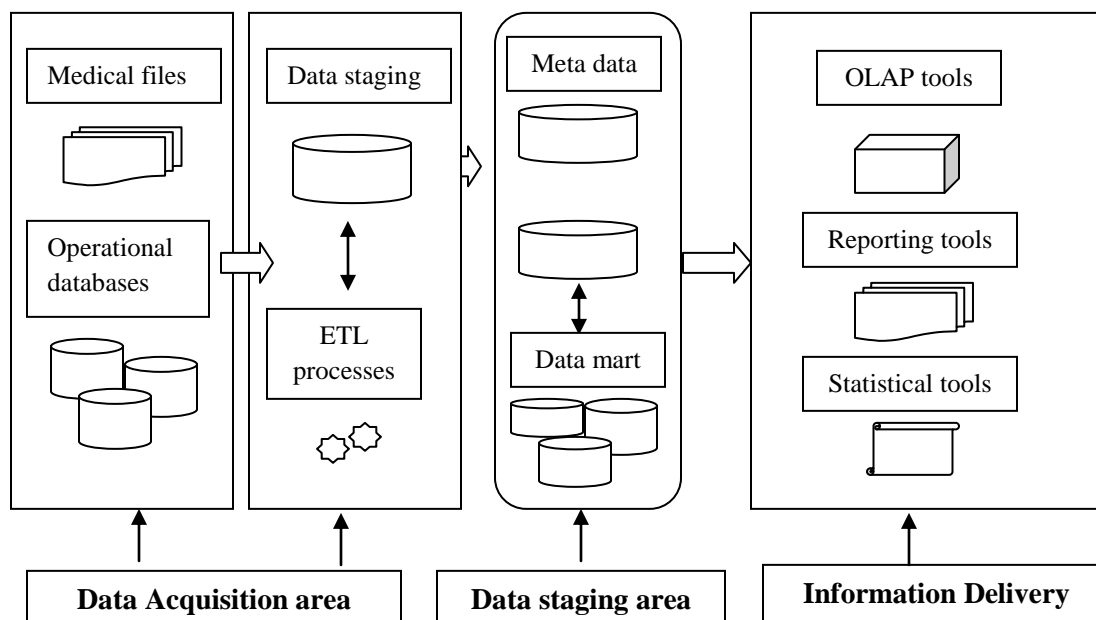 Medical files
Operational
databases
Data staging
ETL
processes
Meta data
Data mart
OLAP tools
Reporting tools
Statistical tools
Data Acquisition area
Data staging area
Information Delivery